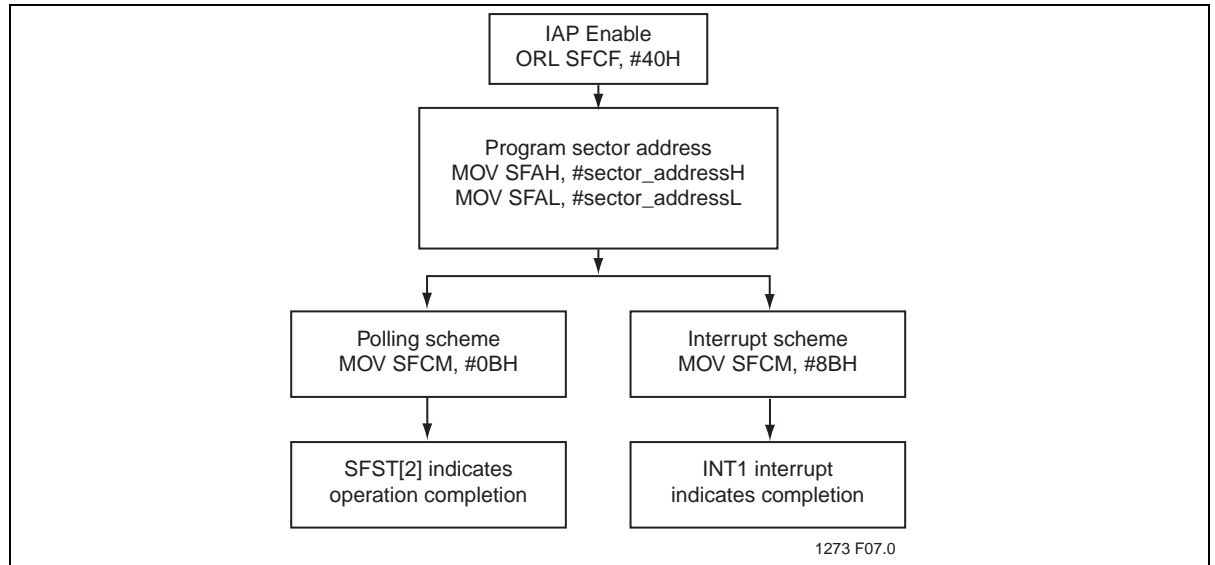 IAP Enable
ORL SFCF, #40H
Program sector address
MOV SFAH, #sector_addressH
MOV SFAL, #sector_addressL
Polling scheme
MOV SFCM, #0BH
Interrupt scheme
MOV SFCM, #8BH
SFST[2] indicates
operation completion
INT1 interrupt
indicates completion
1273 F07.0